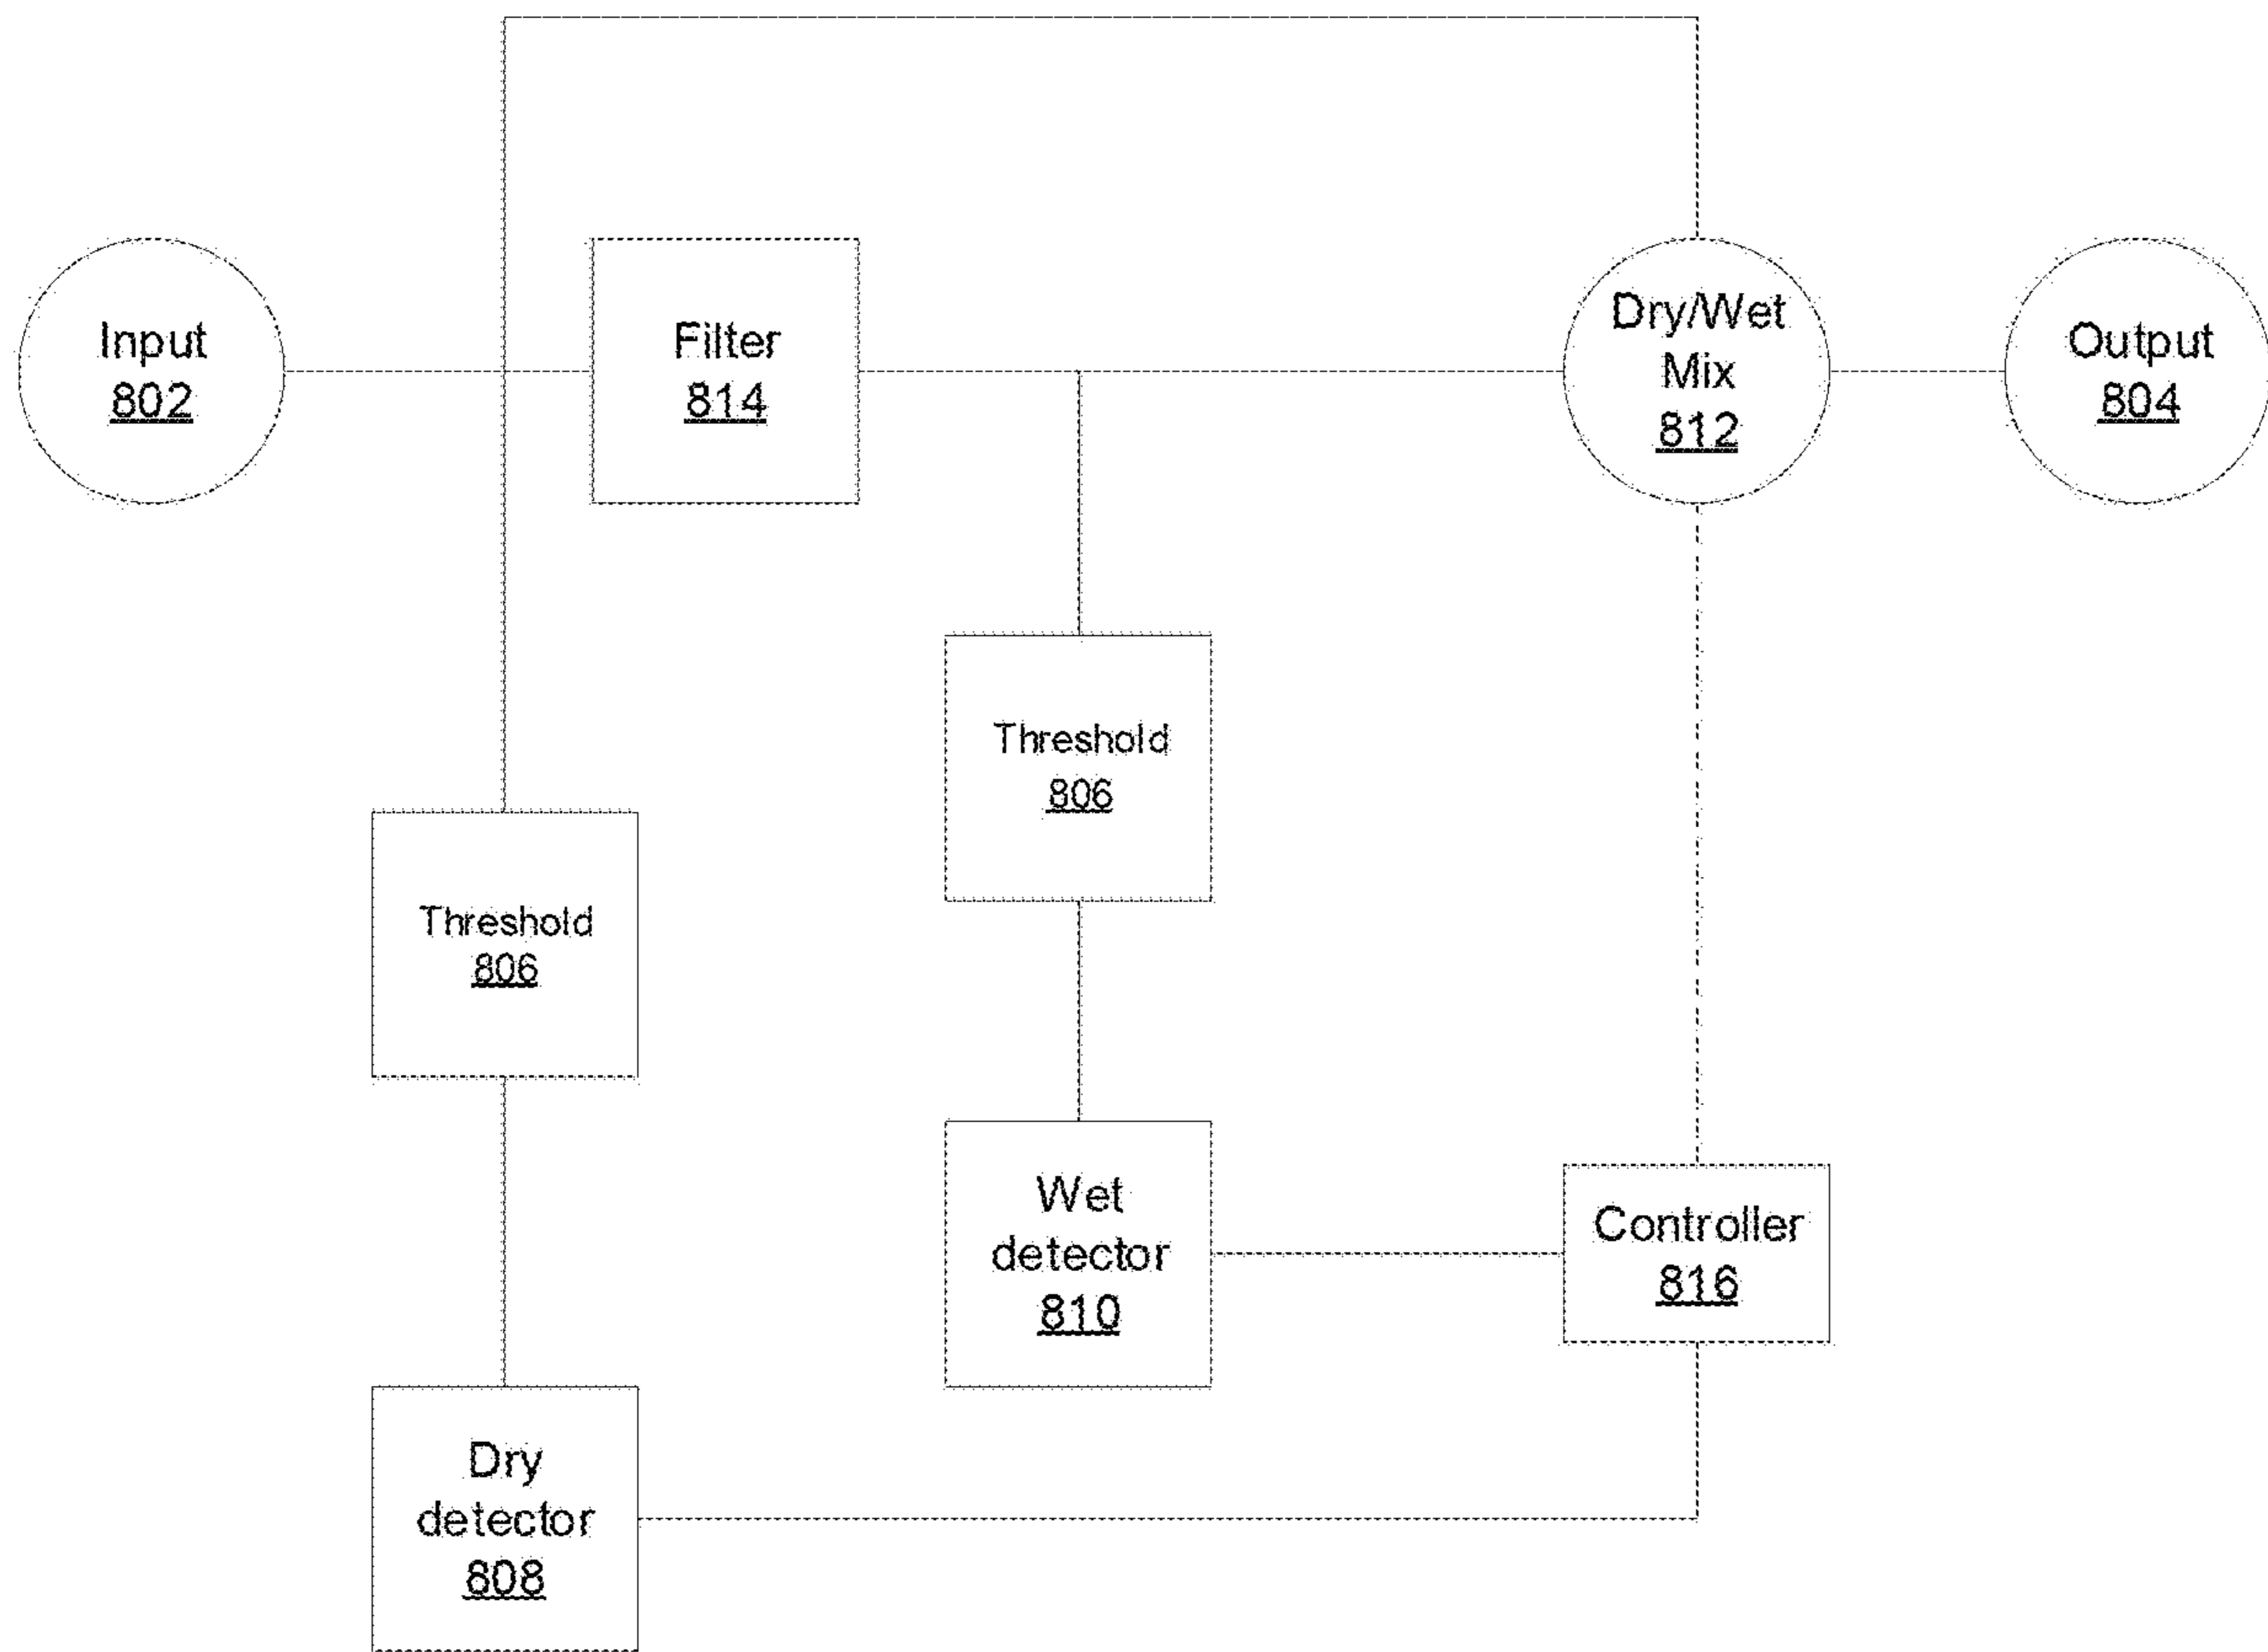 Input
802
Filter
814
Dry/Wet
Mix
812
Output
804
Threshold
806
Threshold
806
Wet
detector
810
Controller
816
Dry
detector
808